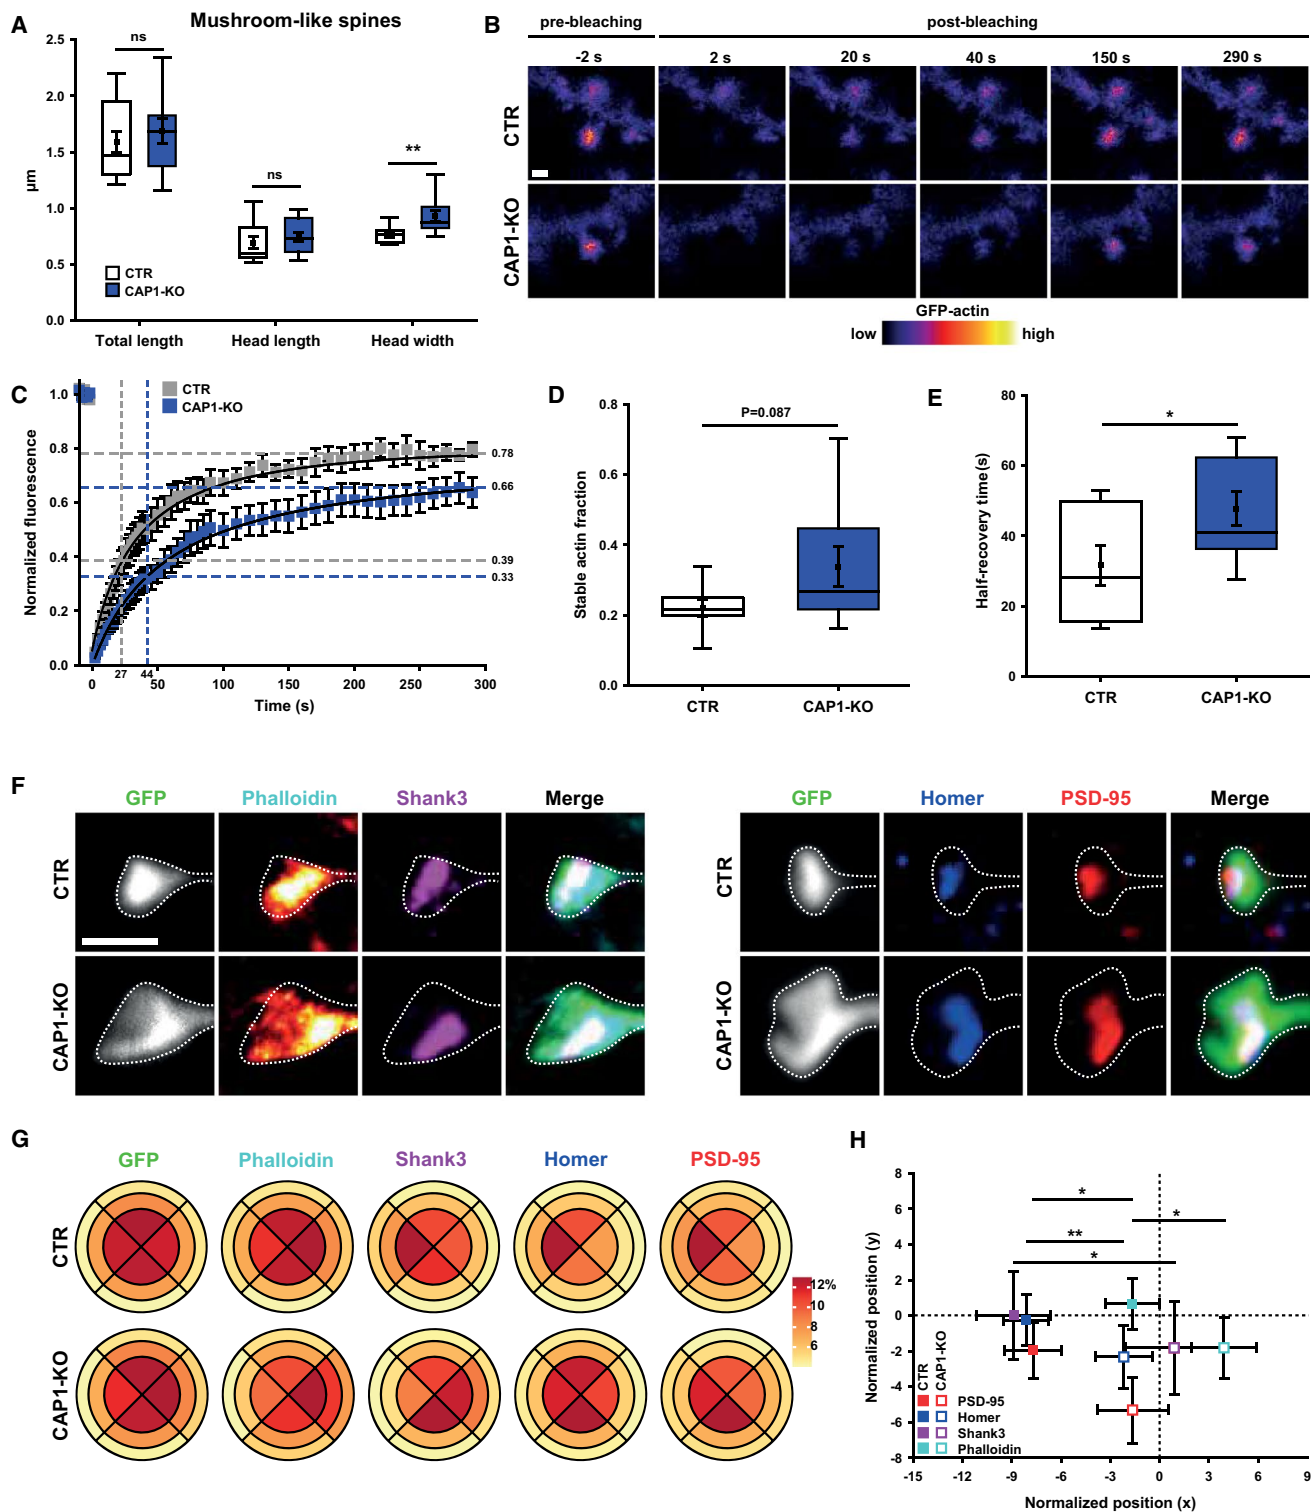 A
Mushroom-like spines
µm
2.5
2.0
1.5
1.0
0.5
0.0
ns
ns
**
CTR
CAP1-KO
Total length
Head length
Head width
B
pre-bleaching
post-bleaching
-2 s
2 s
20 s
40 s
150 s
290 s
CTR
CAP1-KO
GFP-actin
low
high
C
Normalized fluorescence
1.0
0.8
0.6
0.4
0.2
0.0
CTR
CAP1-KO
0.78
0.66
0.39
0.33
27
44
0
50
100
150
200
250
300
Time (s)
D
Stable actin fraction
0.8
0.6
0.4
0.2
0.0
P=0.087
CTR
CAP1-KO
E
Half-recovery time (s)
80
60
40
20
0
*
CTR
CAP1-KO
F
GFP
Phalloidin
Shank3
Merge
CTR
CAP1-KO
GFP
Homer
PSD-95
Merge
CTR
CAP1-KO
G
GFP
Phalloidin
Shank3
Homer
PSD-95
CTR
CAP1-KO
12%
10
8
6
H
Normalized position (y)
8
6
4
2
0
-2
-4
-6
-8
*
*
**
*
CTR
CAP1-KO
PSD-95
Homer
Shank3
Phalloidin
-15
-12
-9
-6
-3
0
3
6
9
Normalized position (x)